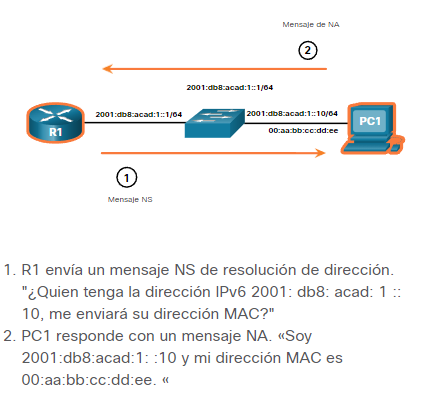 Mensaje de NA
2
2001:db8:acad:1::1/64
2001:db8:acad:1::1/64
2001:db8:acad:1::10/64
R1
PC1
00:aa:bb:cc:dd:ee
1
Mensaje NS
1. R1 envía un mensaje NS de resolución de dirección.
"¿Quien tenga la dirección IPv6 2001: db8: acad: 1 ::
10, me enviará su dirección MAC?"
2. PC1 responde con un mensaje NA. «Soy
2001:db8:acad:1: :10 y mi dirección MAC es
00:aa:bb:cc:dd:ee. «